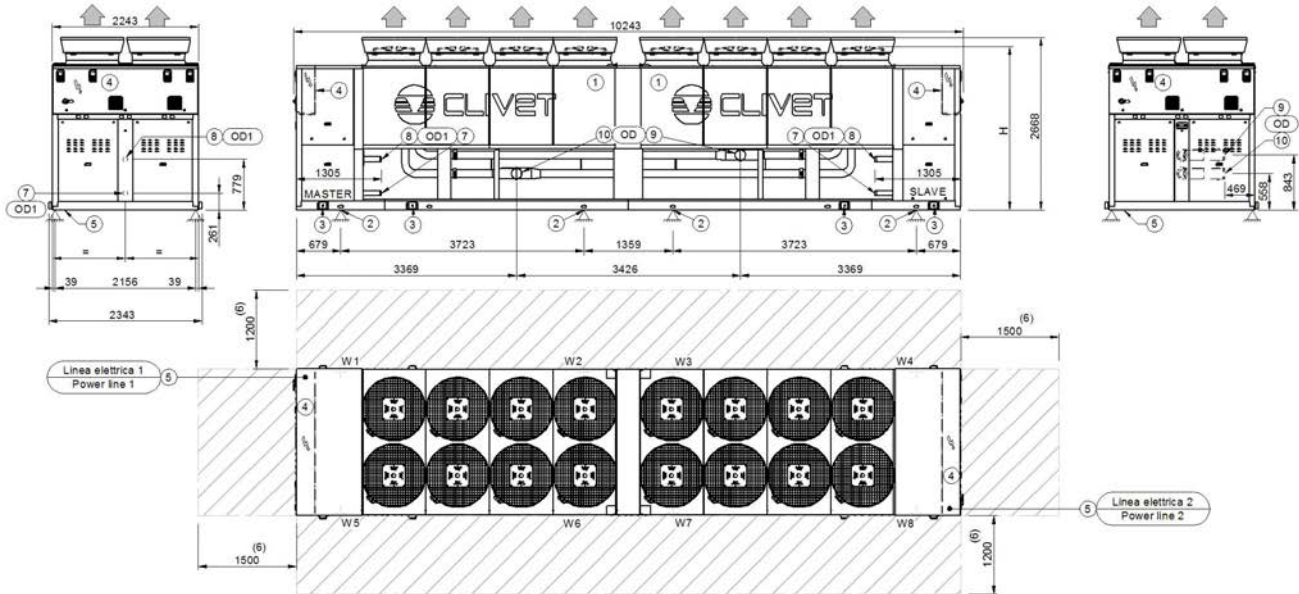 2243
10243
4
4
1
1
CLIVET
CLIVET
4
4
9
OD
10
8 OD1
7
8 OD1 7
10 OD 9
7 OD1 8
H
2668
779
261
1305
1305
MASTER
SLAVE
469
558
843
OD1
5
3
2
3
2
2
3
2
3
5
679
3723
1359
3723
679
3369
3426
3369
= =
39 2156 39
2343
(6)
1200
(6)
1500
Linea elettrica 1
Power line 1
5
W1
W2
W3
W4
4
4
W5
W6
W7
W8
5
Linea elettrica 2
Power line 2
(6)
1500
(6)
1200